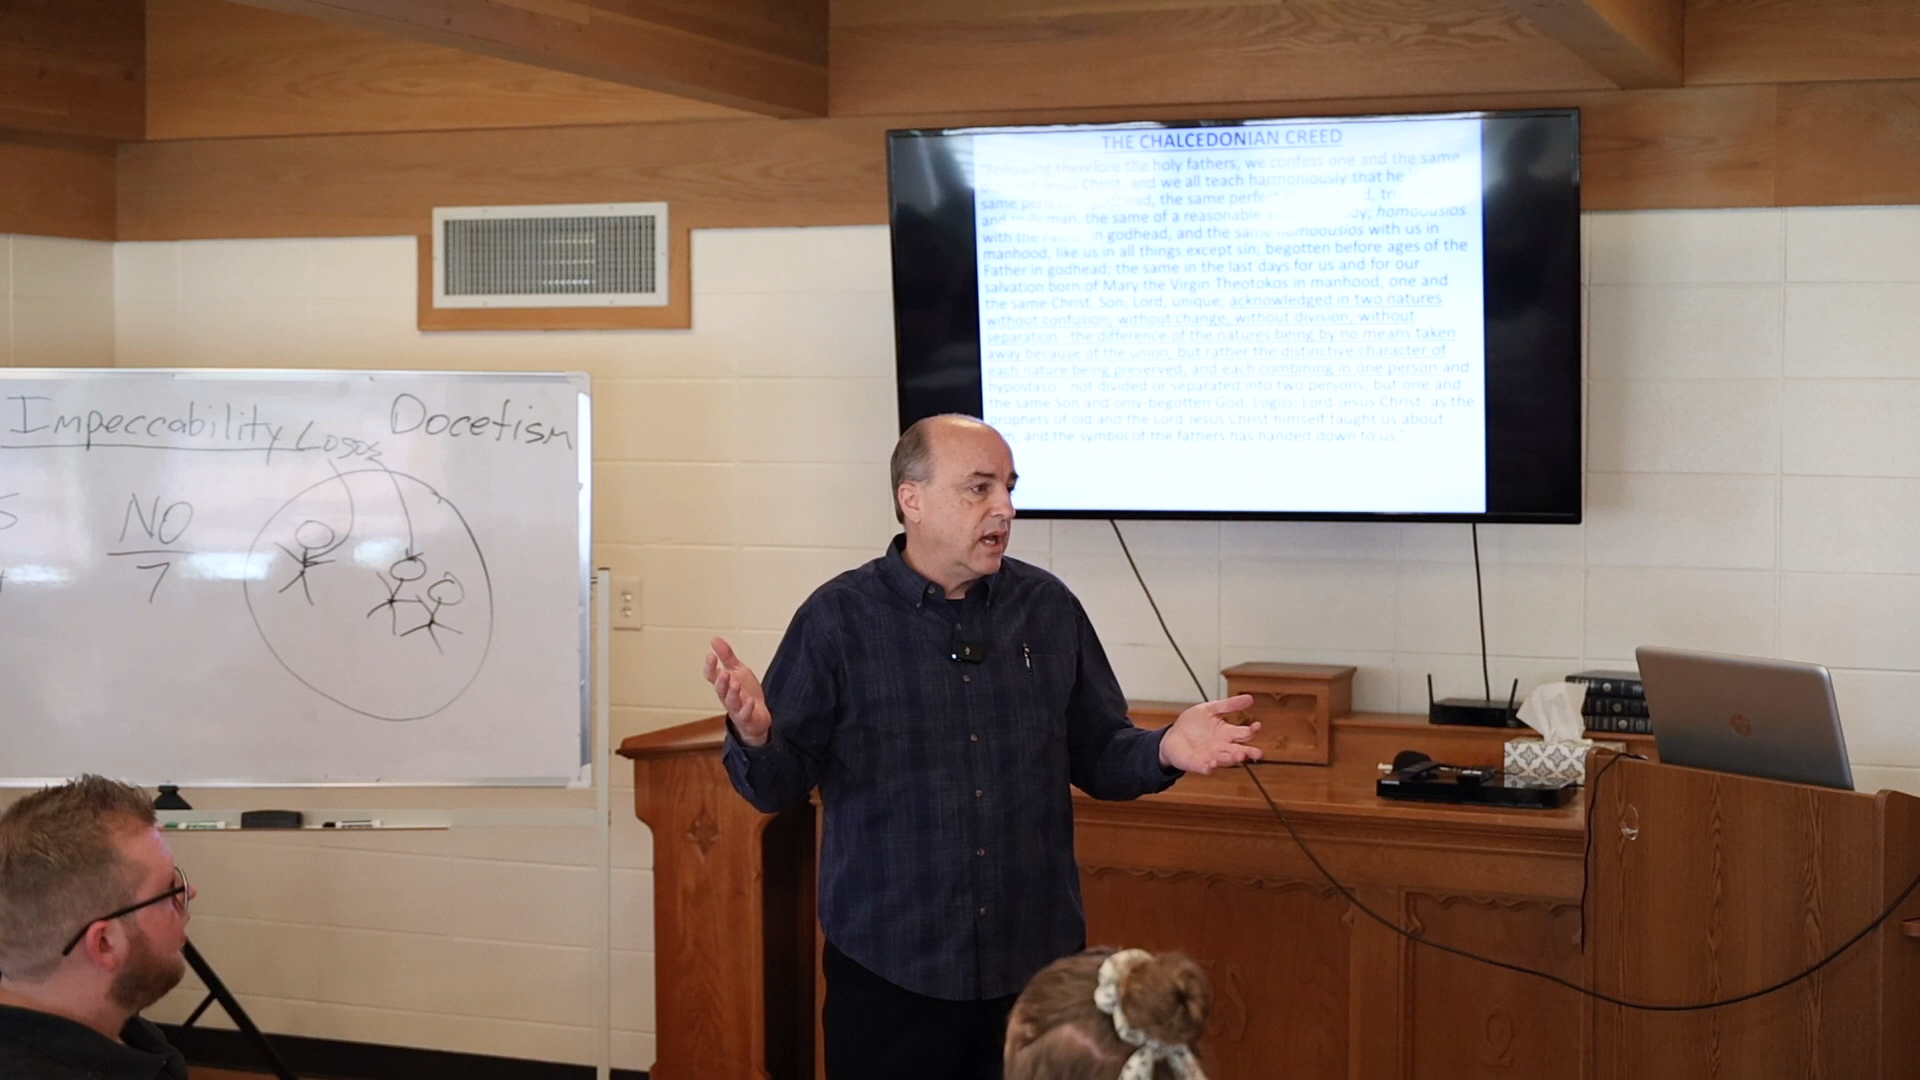 Impeccability Logos Docetism
S NO
7
THE CHALCEDONIAN CREED
"Following therefore the holy fathers, we confess one and the same
Jesus Christ, and we all teach harmoniously that he
same godhead, the same perfect
and truly man, the same of a reasonable homoousios
with the in godhead, and the same homoousios with us in
manhood, like us in all things except sin; begotten before ages of the
Father in godhead; the same in the last days for us and for our
salvation born of Mary the Virgin Theotokos in manhood, one and
the same Christ, Son, Lord, unique; acknowledged in two natures
without confusion, without change, without division, without
separation - the difference of the natures being by no means taken
away because of the union, but rather the distinctive character of
each nature being preserved, and each combining in one person and
hypostasis - not divided or separated into two persons, but one and
the same Son and only begotten God, Logos, Lord Jesus Christ; as the
prophets of old and the Lord Jesus Christ himself taught us about
and the symbol of the fathers has handed down to us."